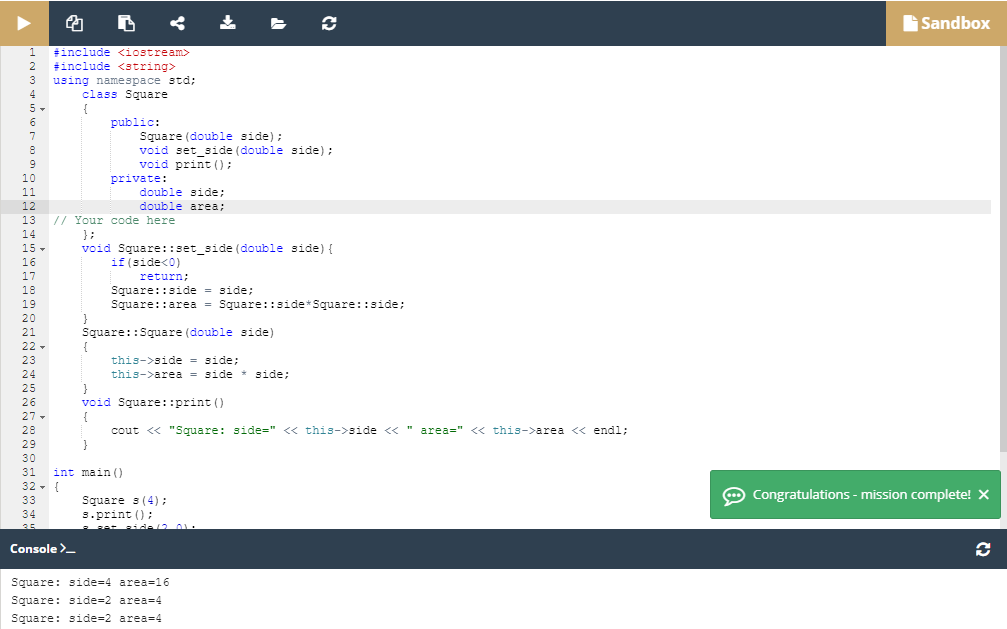 Sandbox
1 #include <iostream>
2 #include <string>
3 using namespace std;
4     class Square
5     {
6         public:
7             Square(double side);
8             void set_side(double side);
9             void print();
10         private:
11             double side;
12             double area;
13 // Your code here
14     };
15     void Square::set_side(double side){
16         if(side<0)
17             return;
18         Square::side = side;
19         Square::area = Square::side*Square::side;
20     }
21     Square::Square(double side)
22     {
23         this->side = side;
24         this->area = side * side;
25     }
26     void Square::print()
27     {
28         cout << "Square: side=" << this->side << " area=" << this->area << endl;
29     }
30
31 int main()
32 {
33     Square s(4);
34     s.print();
35     s.set_side(2.0);
Congratulations - mission complete! ×
Console >_
Square: side=4 area=16
Square: side=2 area=4
Square: side=2 area=4